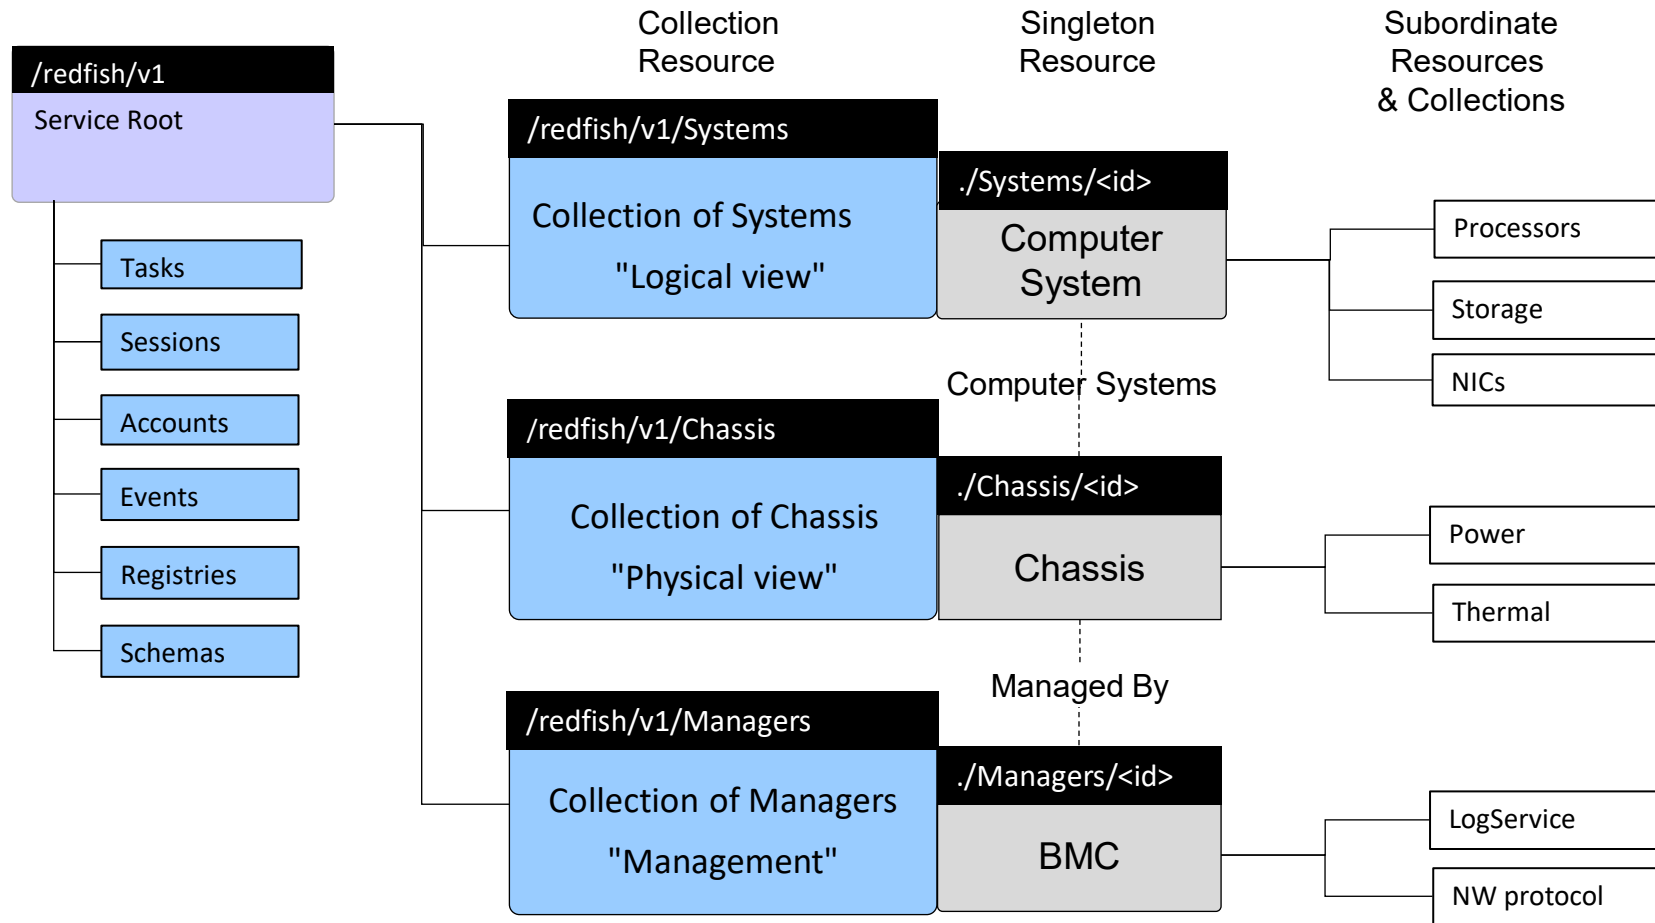 Collection
Resource
Singleton
Resource
Subordinate
Resources
& Collections
/redfish/v1
Service Root
Tasks
Sessions
Accounts
Events
Registries
Schemas
/redfish/v1/Systems
Collection of Systems
"Logical view"
./Systems/<id>
Computer
System
Processors
Storage
NICs
Computer Systems
/redfish/v1/Chassis
Collection of Chassis
"Physical view"
./Chassis/<id>
Chassis
Power
Thermal
Managed By
/redfish/v1/Managers
Collection of Managers
"Management"
./Managers/<id>
BMC
LogService
NW protocol